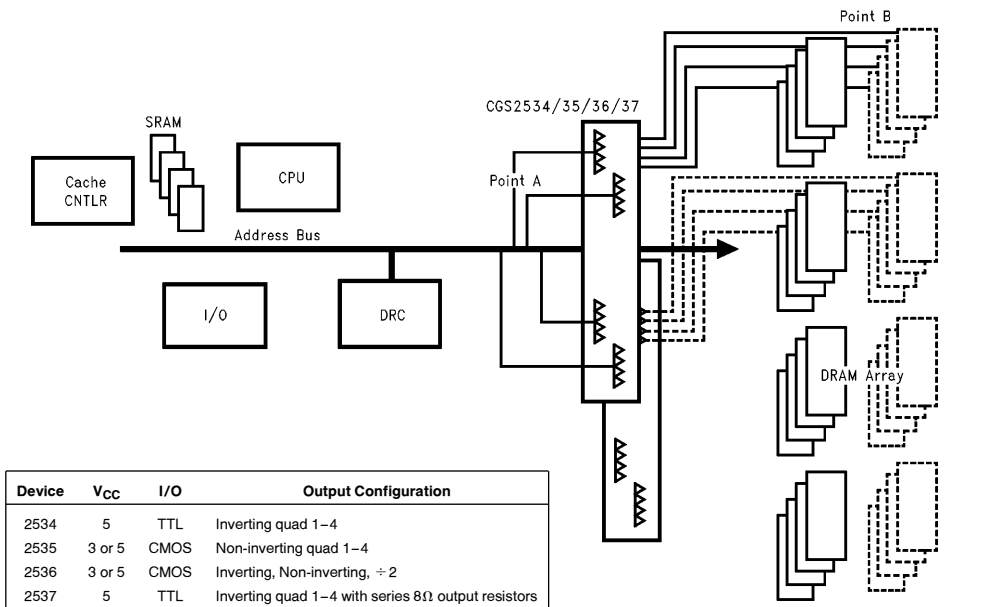 Point B
CGS2534/35/36/37
SRAM
Cache
CNTLR
CPU
Point A
Address Bus
I/O
DRC
DRAM Array
Device VCC I/O Output Configuration
2534 5 TTL Inverting quad 1–4
2535 3 or 5 CMOS Non-inverting quad 1–4
2536 3 or 5 CMOS Inverting, Non-inverting, ÷2
2537 5 TTL Inverting quad 1–4 with series 8Ω output resistors